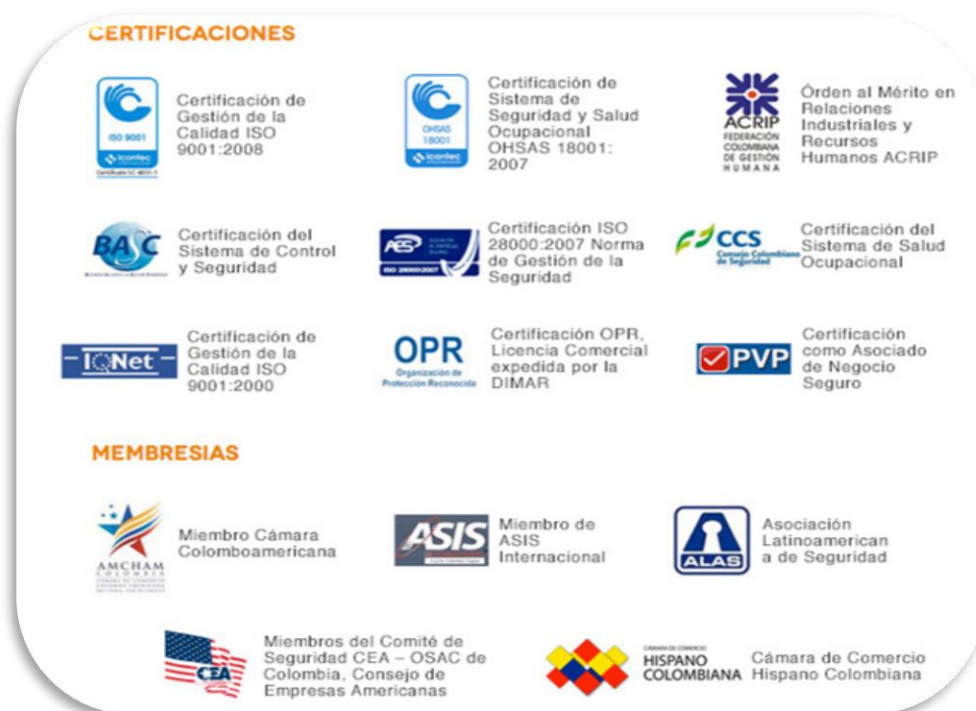 CERTIFICACIONES
ISO 9001
icontec
Certificado SC 4031-1
Certificación de
Gestión de la
Calidad ISO
9001:2008
OHSAS
18001
icontec
Certificación de
Sistema de
Seguridad y Salud
Ocupacional
OHSAS 18001:
2007
ACRIP
FEDERACIÓN
COLOMBIANA
DE GESTIÓN
HUMANA
Órden al Mérito en
Relaciones
Industriales y
Recursos
Humanos ACRIP
BASC
Certificación del
Sistema de Control
y Seguridad
AES
ISO 28000:2007
Certificación ISO
28000:2007 Norma
de Gestión de la
Seguridad
CCS
Consejo Colombiano
de Seguridad
Certificación del
Sistema de Salud
Ocupacional
IQNet
Certificación de
Gestión de la
Calidad ISO
9001:2000
OPR
Organización de
Protección Reconocida
Certificación OPR,
Licencia Comercial
expedida por la
DIMAR
PVP
Certificación
como Asociado
de Negocio
Seguro
MEMBRESIAS
AMCHAM
COLOMBIA
Miembro Cámara
Colomboamericana
ASIS
Miembro de
ASIS
Internacional
ALAS
Asociación
Latinoamerican
a de Seguridad
CEA
Miembros del Comité de
Seguridad CEA – OSAC de
Colombia, Consejo de
Empresas Americanas
CÁMARA DE COMERCIO
HISPANO
COLOMBIANA
Cámara de Comercio
Hispano Colombiana